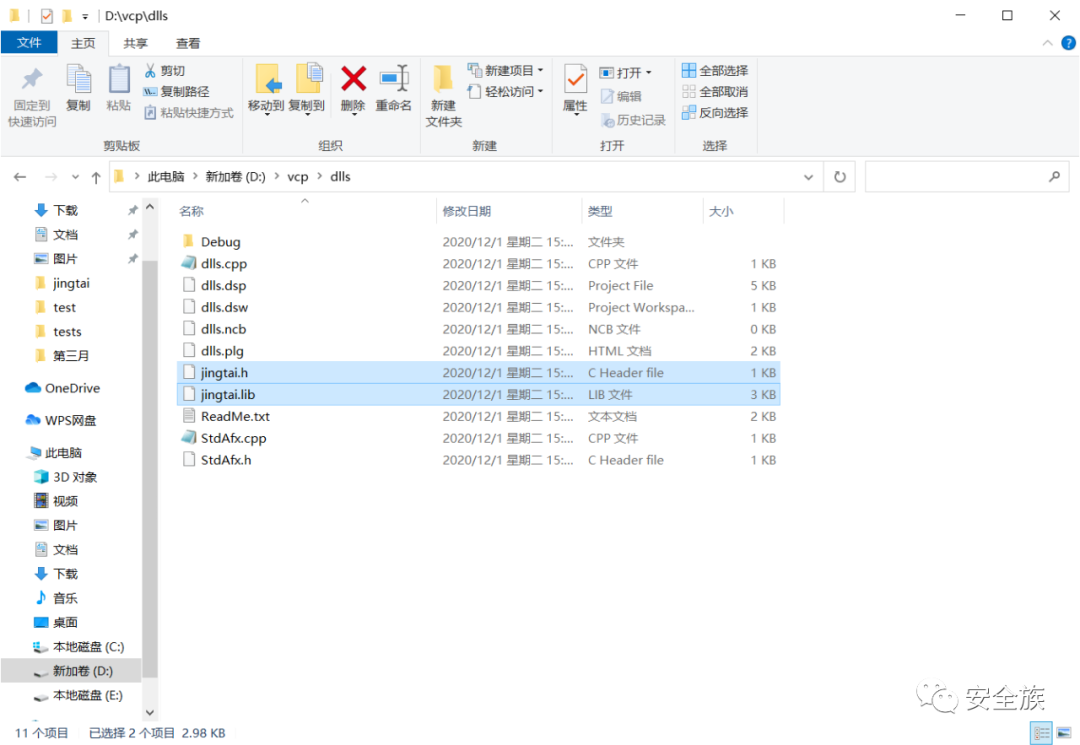 D:\vcp\dlls
文件 主页 共享 查看
固定到快速访问
复制
粘贴
剪切
复制路径
粘贴快捷方式
剪贴板
移动到
复制到
删除
重命名
组织
新建文件夹
新建项目
轻松访问
新建
属性
打开
编辑
历史记录
打开
全部选择
全部取消
反向选择
选择
此电脑 > 新加卷 (D:) > vcp > dlls
下载
文档
图片
jingtai
test
tests
第三月
OneDrive
WPS网盘
此电脑
3D 对象
视频
图片
文档
下载
音乐
桌面
本地磁盘 (C:)
新加卷 (D:)
本地磁盘 (E:)
名称 修改日期 类型 大小
Debug 2020/12/1 星期二 15:... 文件夹
dlls.cpp 2020/12/1 星期二 15:... CPP 文件 1 KB
dlls.dsp 2020/12/1 星期二 15:... Project File 5 KB
dlls.dsw 2020/12/1 星期二 15:... Project Workspa... 1 KB
dlls.ncb 2020/12/1 星期二 15:... NCB 文件 0 KB
dlls.plg 2020/12/1 星期二 15:... HTML 文档 2 KB
jingtai.h 2020/12/1 星期二 15:... C Header file 1 KB
jingtai.lib 2020/12/1 星期二 15:... LIB 文件 3 KB
ReadMe.txt 2020/12/1 星期二 15:... 文本文档 2 KB
StdAfx.cpp 2020/12/1 星期二 15:... CPP 文件 1 KB
StdAfx.h 2020/12/1 星期二 15:... C Header file 1 KB
安全族
11 个项目 已选择 2 个项目 2.98 KB